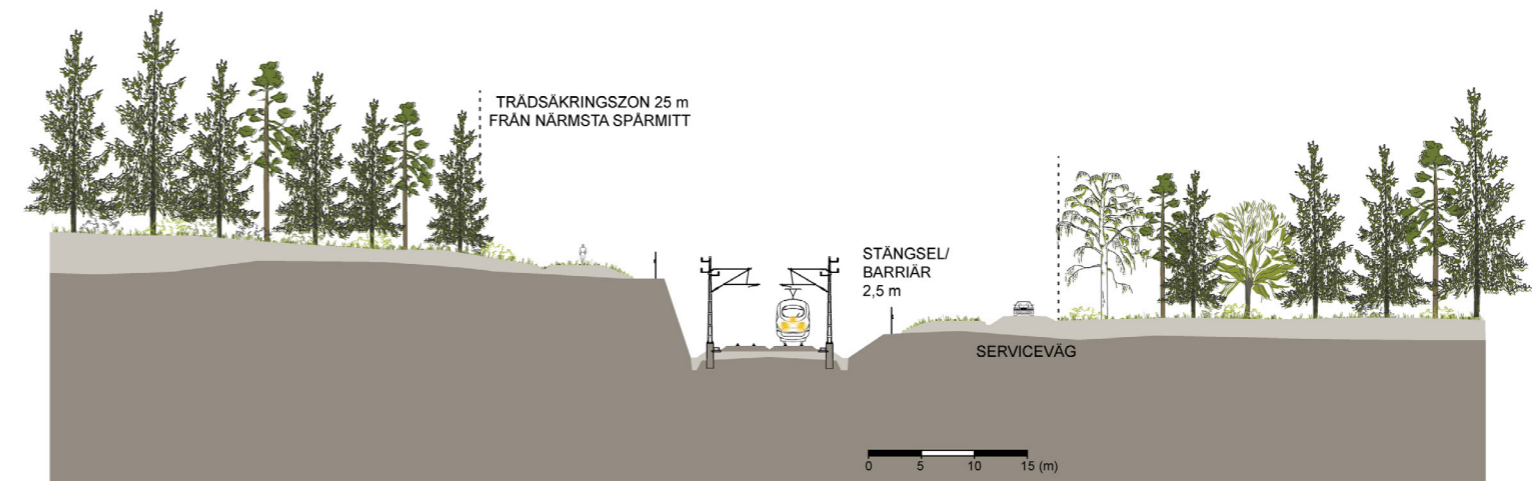 TRÄDSÄKRINGSZON 25 m
FRÅN NÄRMSTA SPÅRMITT
STÄNGSEL/
BARRIÄR
2,5 m
SERVICEVÄG
0 5 10 15 (m)